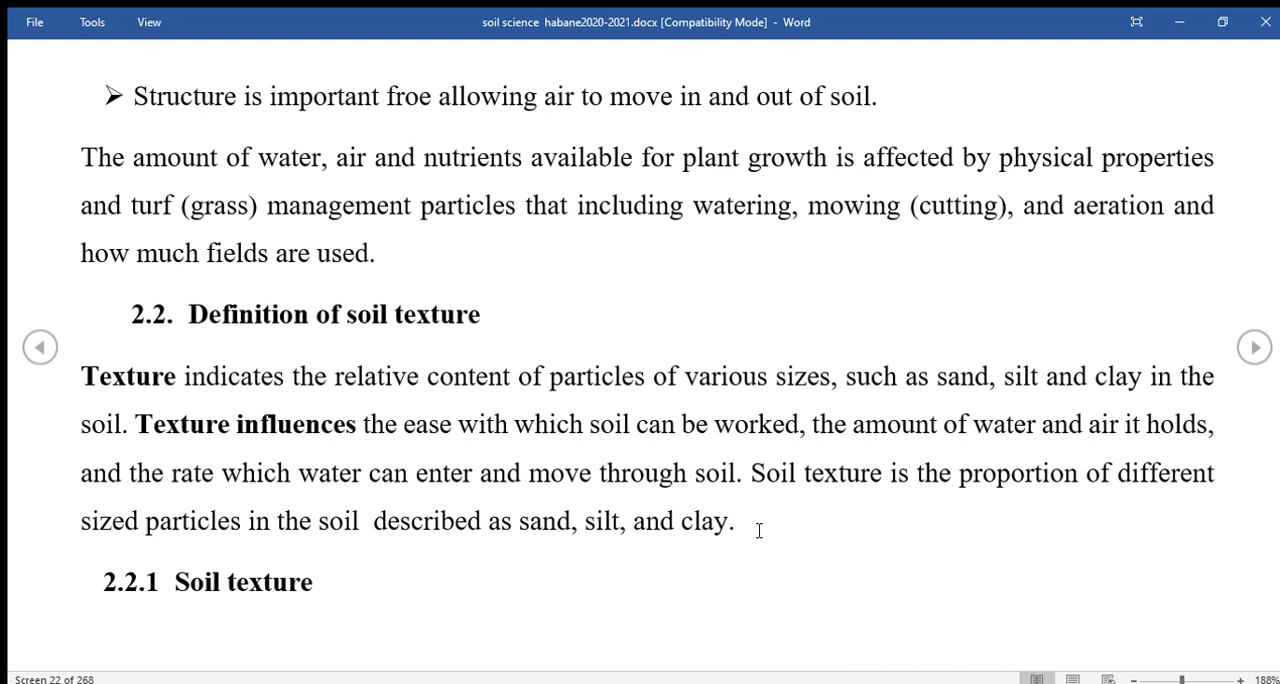 File Tools View soil science habane2020-2021.docx [Compatibility Mode] - Word
➢ Structure is important froe allowing air to move in and out of soil.
The amount of water, air and nutrients available for plant growth is affected by physical properties
and turf (grass) management particles that including watering, mowing (cutting), and aeration and
how much fields are used.
2.2. Definition of soil texture
Texture indicates the relative content of particles of various sizes, such as sand, silt and clay in the
soil. Texture influences the ease with which soil can be worked, the amount of water and air it holds,
and the rate which water can enter and move through soil. Soil texture is the proportion of different
sized particles in the soil described as sand, silt, and clay.
2.2.1 Soil texture
Screen 22 of 268 188%